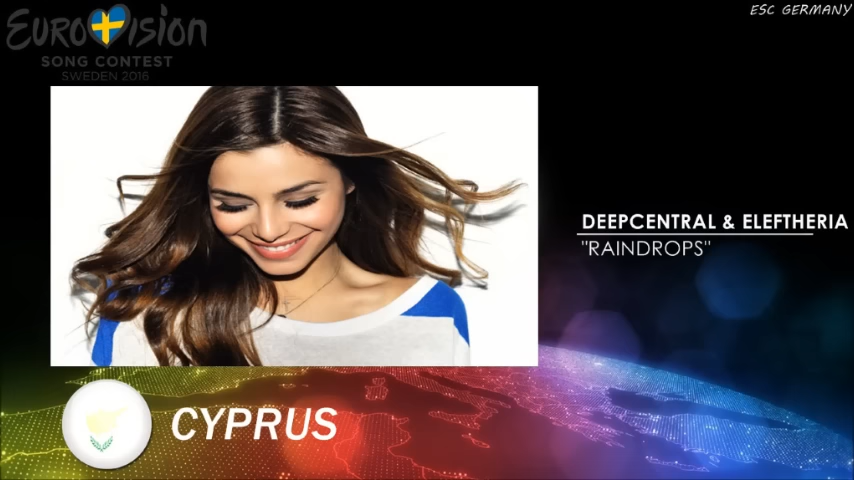 EUROVISION
SONG CONTEST
SWEDEN 2016
ESC GERMANY
DEEPCENTRAL & ELEFTHERIA
"RAINDROPS"
CYPRUS